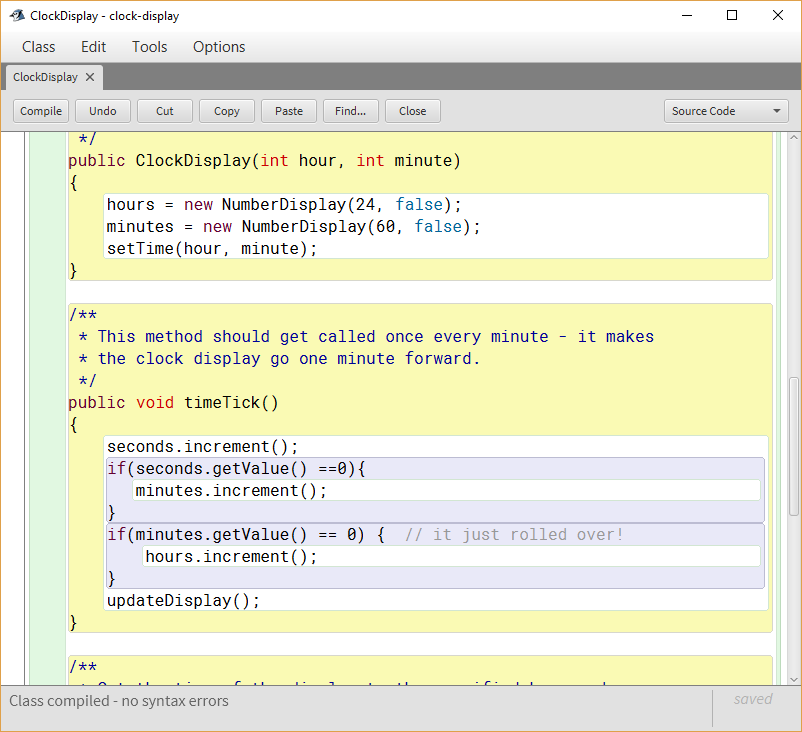 ClockDisplay - clock-display
Class Edit Tools Options
ClockDisplay
Compile Undo Cut Copy Paste Find... Close Source Code
*/
public ClockDisplay(int hour, int minute)
{
hours = new NumberDisplay(24, false);
minutes = new NumberDisplay(60, false);
setTime(hour, minute);
}
/**
* This method should get called once every minute - it makes
* the clock display go one minute forward.
*/
public void timeTick()
{
seconds.increment();
if(seconds.getValue() ==0){
minutes.increment();
}
if(minutes.getValue() == 0) { // it just rolled over!
hours.increment();
}
updateDisplay();
}
/**
Class compiled - no syntax errors
saved